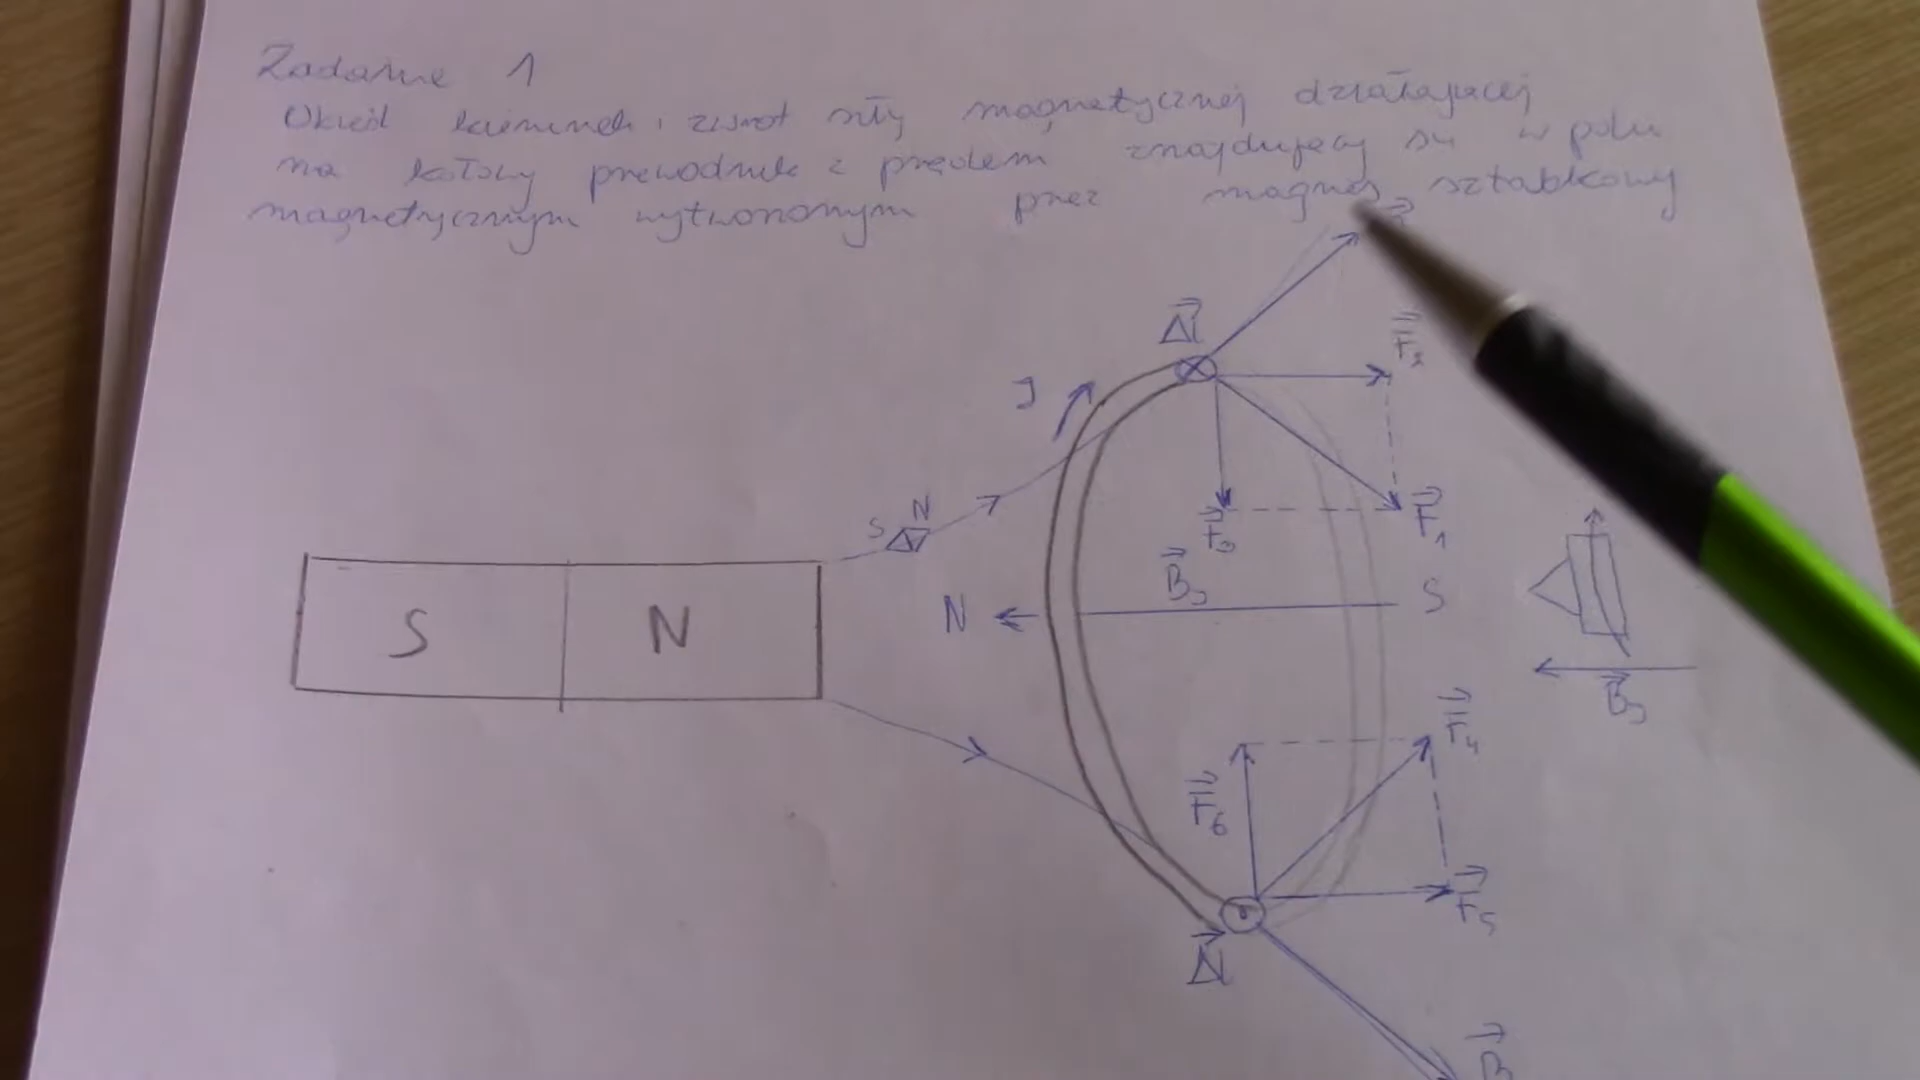 Zadanie 1
Określ kierunek i zwrot siły magnetycznej działającej
na kołowy przewodnik z prądem znajdujący się w polu
magnetycznym wytworzonym przez magnes sztabkowy
Δl
F₂
I
S N
F₃
F₁
B₀
N
S
S
N
B₀
F₄
F₆
F₅
Δl
B